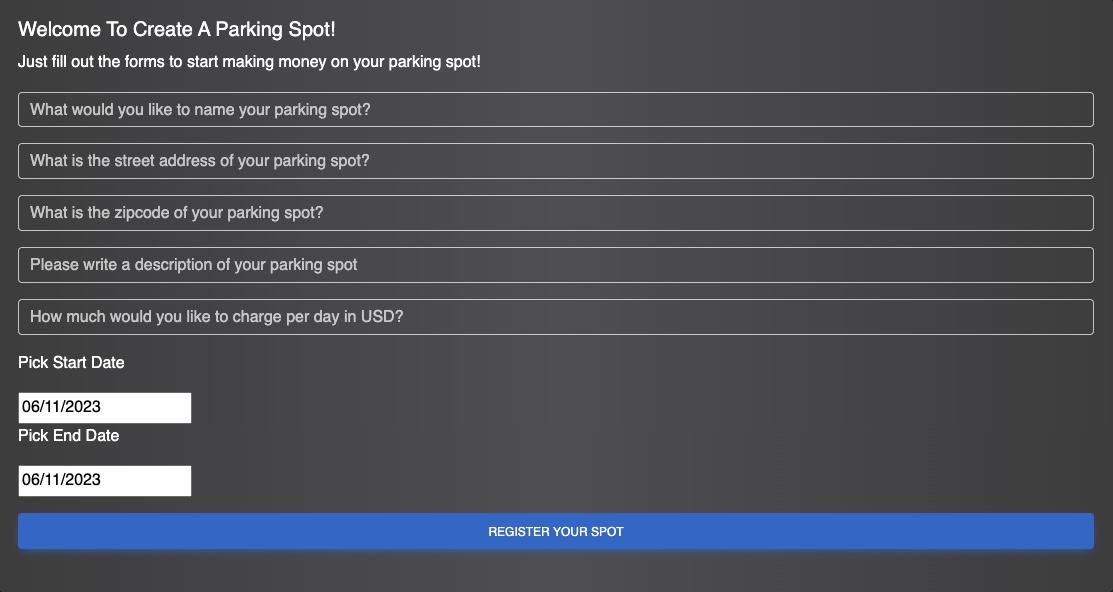 Welcome To Create A Parking Spot!
Just fill out the forms to start making money on your parking spot!
What would you like to name your parking spot?
What is the street address of your parking spot?
What is the zipcode of your parking spot?
Please write a description of your parking spot
How much would you like to charge per day in USD?
Pick Start Date
06/11/2023
Pick End Date
06/11/2023
REGISTER YOUR SPOT